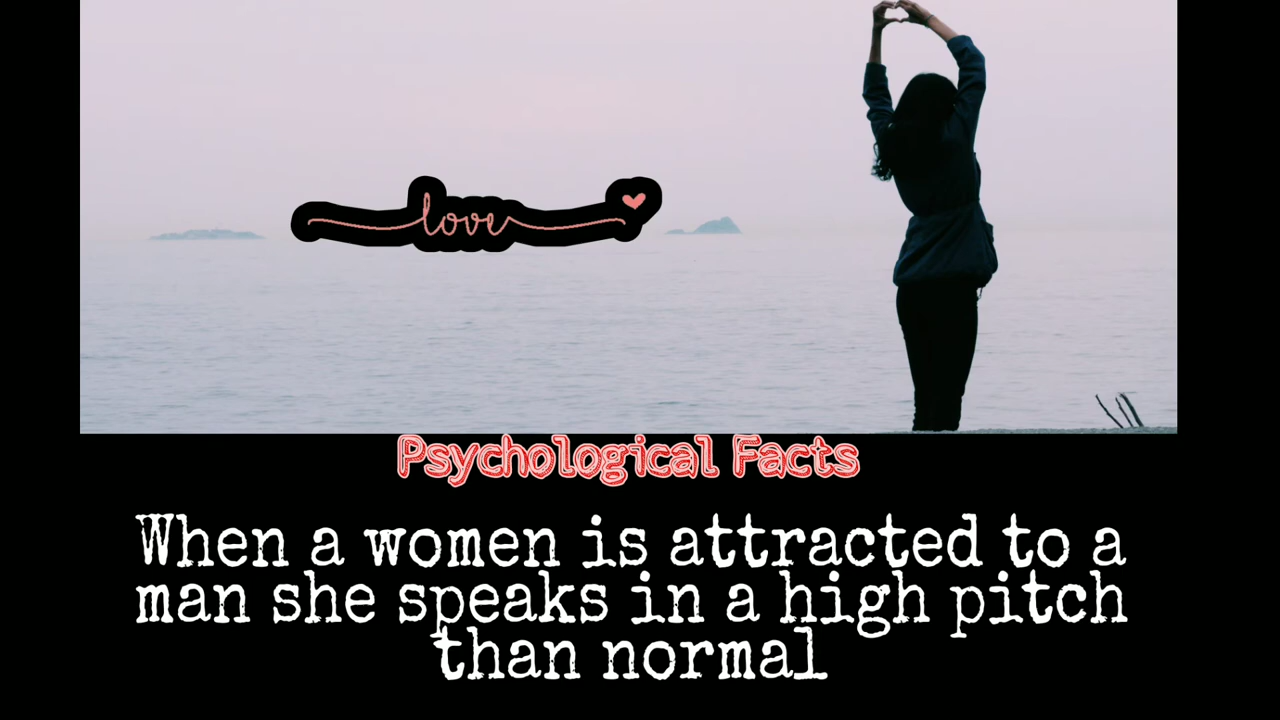 love
Psychological Facts
When a women is attracted to a
man she speaks in a high pitch
than normal